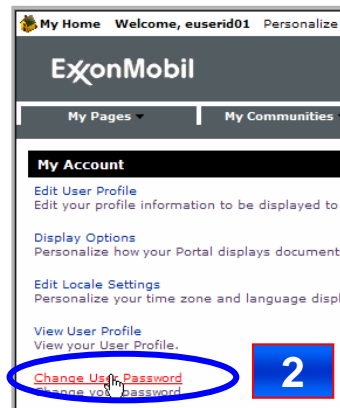 My Home Welcome, euserid01 Personalize
ExxonMobil
My Pages My Communities
My Account
Edit User Profile
Edit your profile information to be displayed to
Display Options
Personalize how your Portal displays document
Edit Locale Settings
Personalize your time zone and language disp
View User Profile
View your User Profile.
Change User Password
Change your password
2